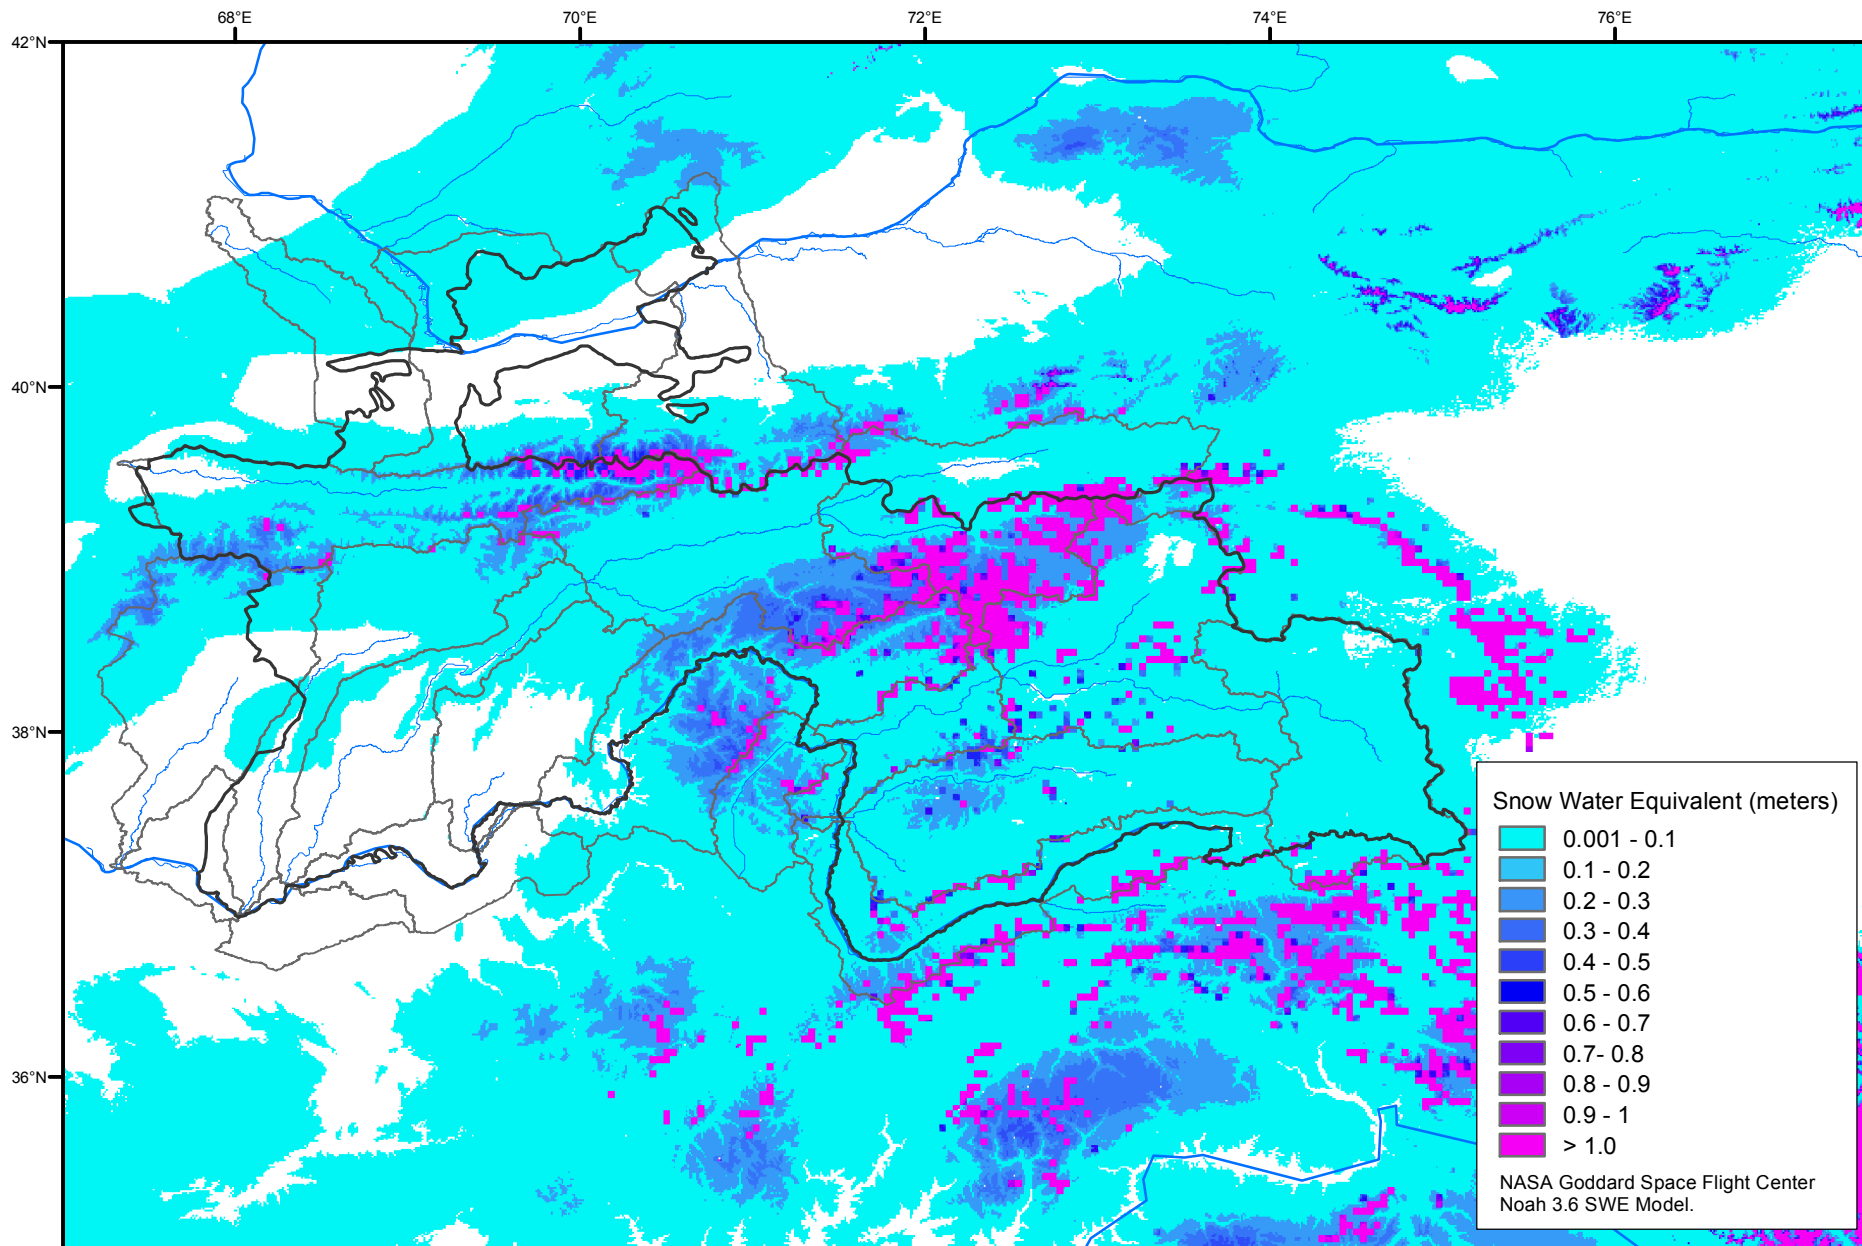 68°E 70°E 72°E 74°E 76°E
42°N
40°N
38°N
36°N
Snow Water Equivalent (meters)
0.001 - 0.1
0.1 - 0.2
0.2 - 0.3
0.3 - 0.4
0.4 - 0.5
0.5 - 0.6
0.6 - 0.7
0.7- 0.8
0.8 - 0.9
0.9 - 1
> 1.0
NASA Goddard Space Flight Center
Noah 3.6 SWE Model.